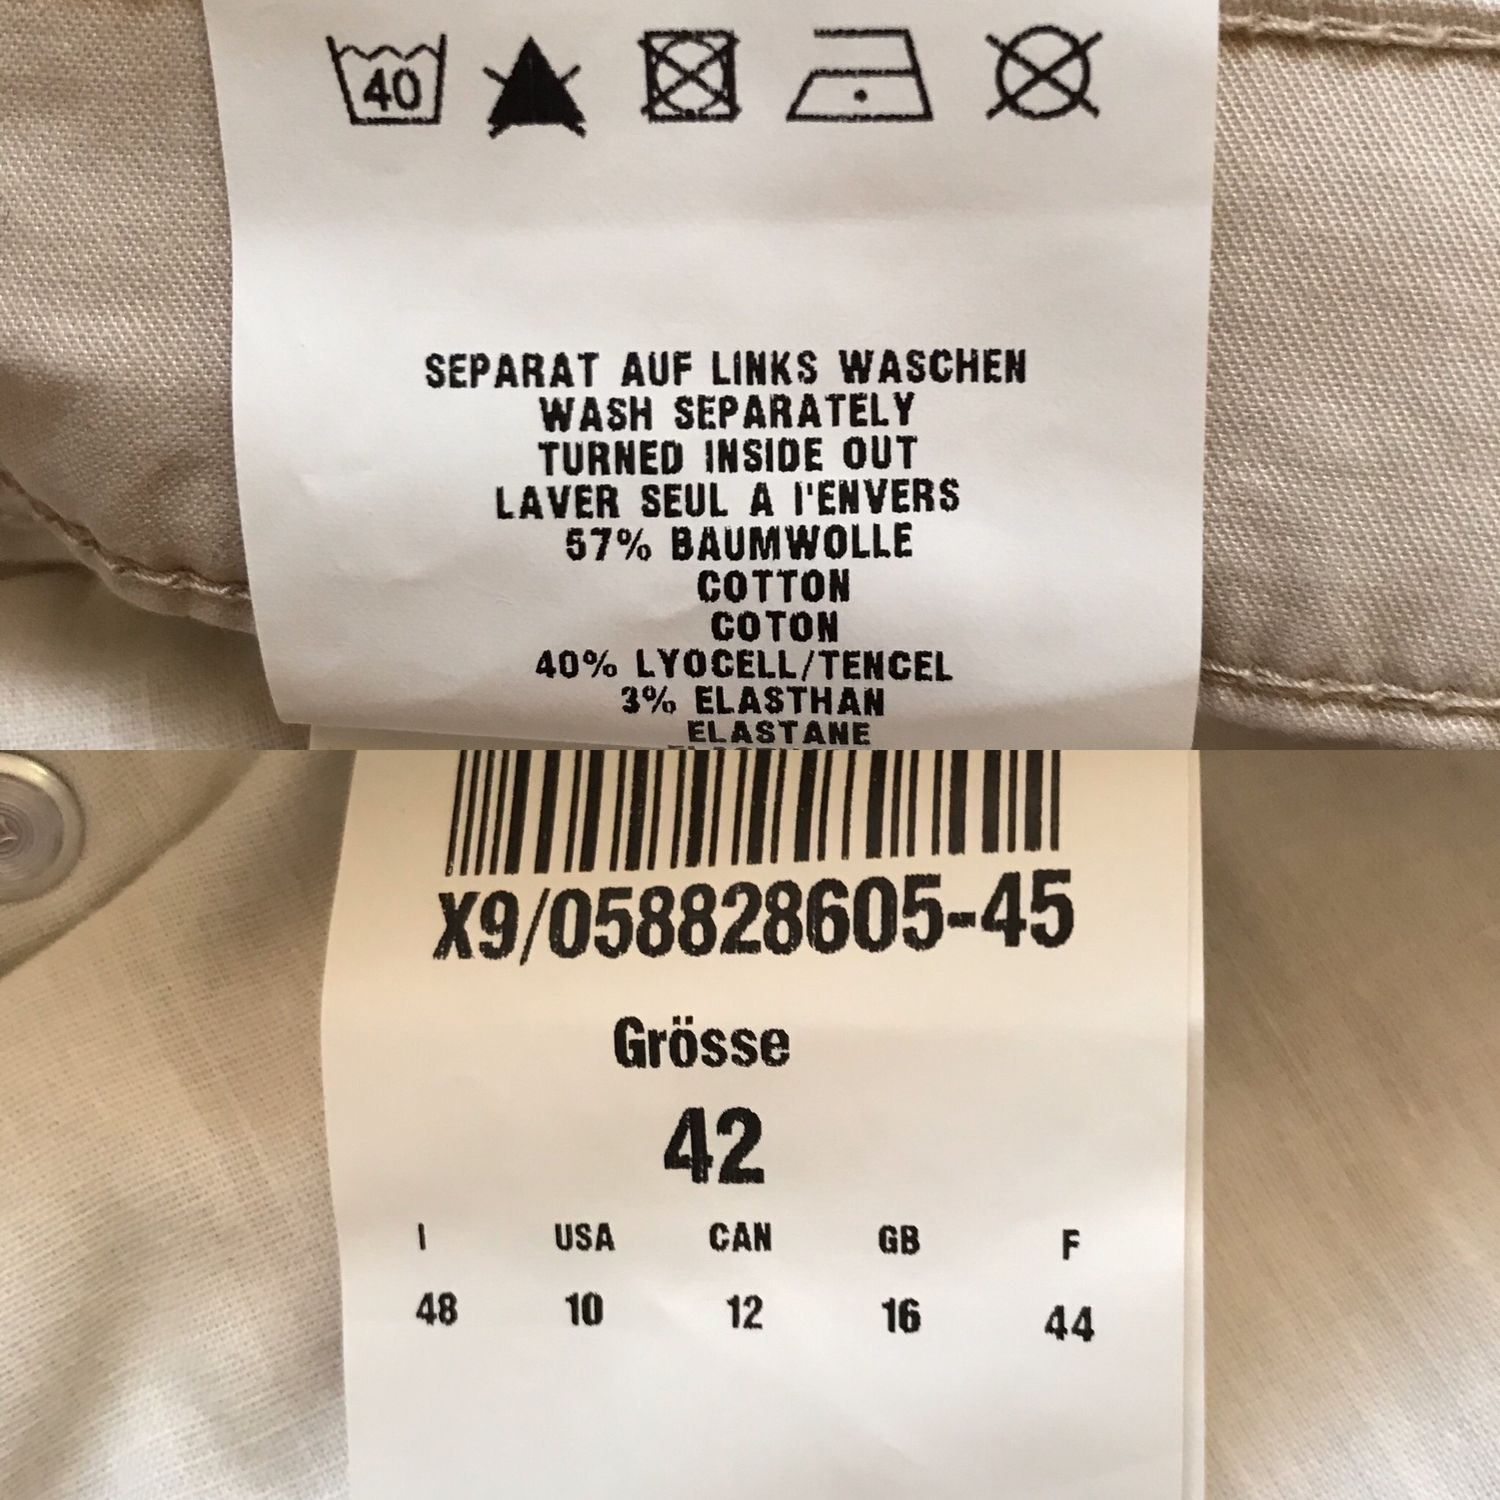 40
SEPARAT AUF LINKS WASCHEN
WASH SEPARATELY
TURNED INSIDE OUT
LAVER SEUL A l'ENVERS
57% BAUMWOLLE
COTTON
COTON
40% LYOCELL/TENCEL
3% ELASTHAN
ELASTANE
X9/058828605-45
Grösse
42
I USA CAN GB F
48 10 12 16 44